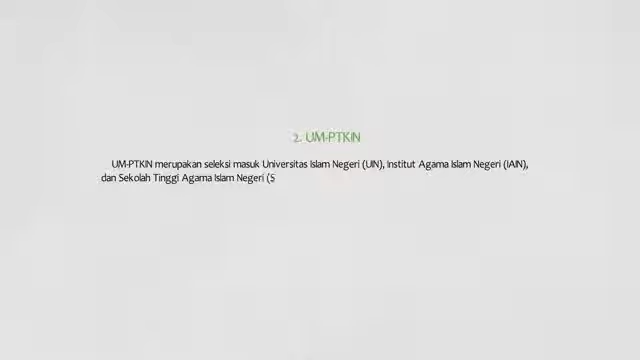 2. UM-PTKIN
UM-PTKIN merupakan seleksi masuk Universitas Islam Negeri (UIN), Institut Agama Islam Negeri (IAIN),
dan Sekolah Tinggi Agama Islam Negeri (S